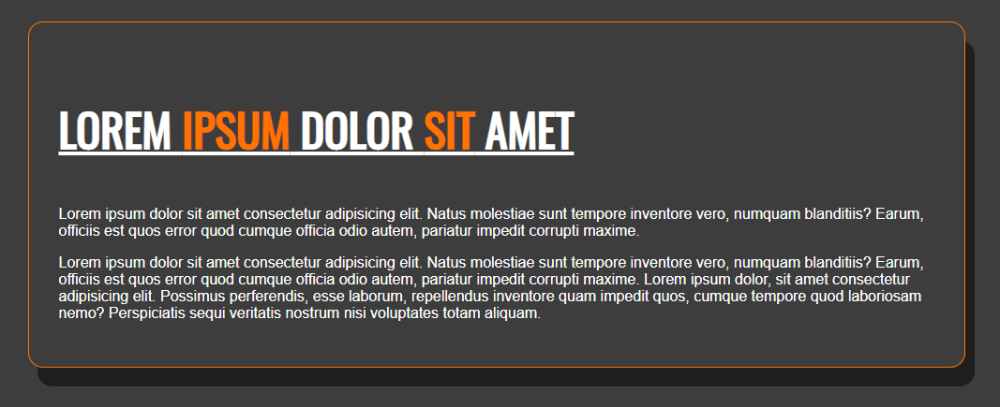 LOREM IPSUM DOLOR SIT AMET
Lorem ipsum dolor sit amet consectetur adipisicing elit. Natus molestiae sunt tempore inventore vero, numquam blanditiis? Earum,
officiis est quos error quod cumque officia odio autem, pariatur impedit corrupti maxime.
Lorem ipsum dolor sit amet consectetur adipisicing elit. Natus molestiae sunt tempore inventore vero, numquam blanditiis? Earum,
officiis est quos error quod cumque officia odio autem, pariatur impedit corrupti maxime. Lorem ipsum dolor, sit amet consectetur
adipisicing elit. Possimus perferendis, esse laborum, repellendus inventore quam impedit quos, cumque tempore quod laboriosam
nemo? Perspiciatis sequi veritatis nostrum nisi voluptates totam aliquam.